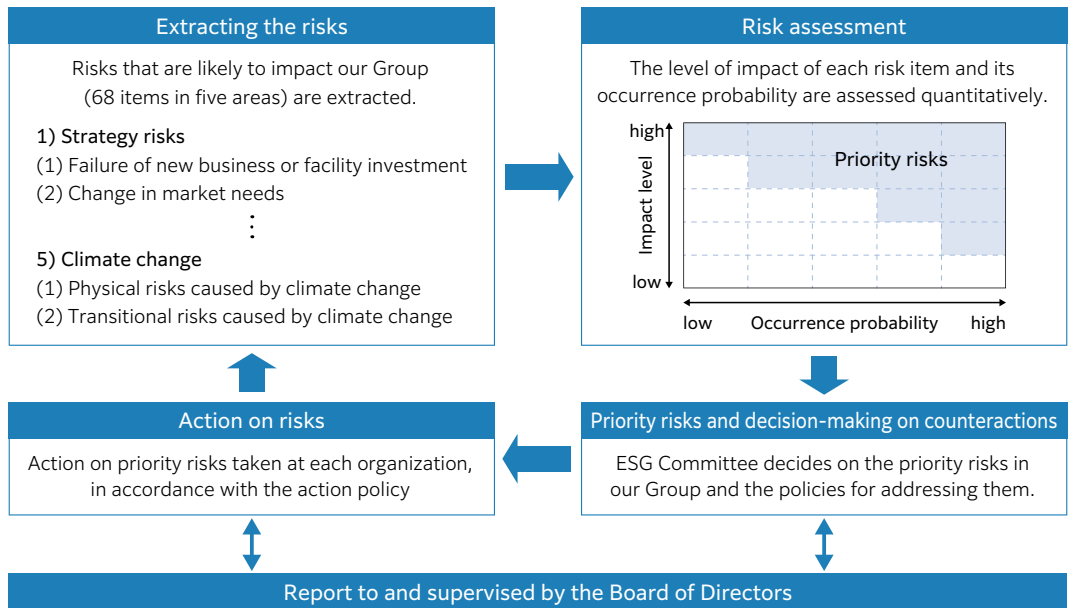 Extracting the risks
Risks that are likely to impact our Group
(68 items in five areas) are extracted.
1) Strategy risks
(1) Failure of new business or facility investment
(2) Change in market needs
⋮
5) Climate change
(1) Physical risks caused by climate change
(2) Transitional risks caused by climate change
Risk assessment
The level of impact of each risk item and its
occurrence probability are assessed quantitatively.
high
Impact level
low
Priority risks
low Occurrence probability high
Priority risks and decision-making on counteractions
ESG Committee decides on the priority risks in
our Group and the policies for addressing them.
Action on risks
Action on priority risks taken at each organization,
in accordance with the action policy
Report to and supervised by the Board of Directors